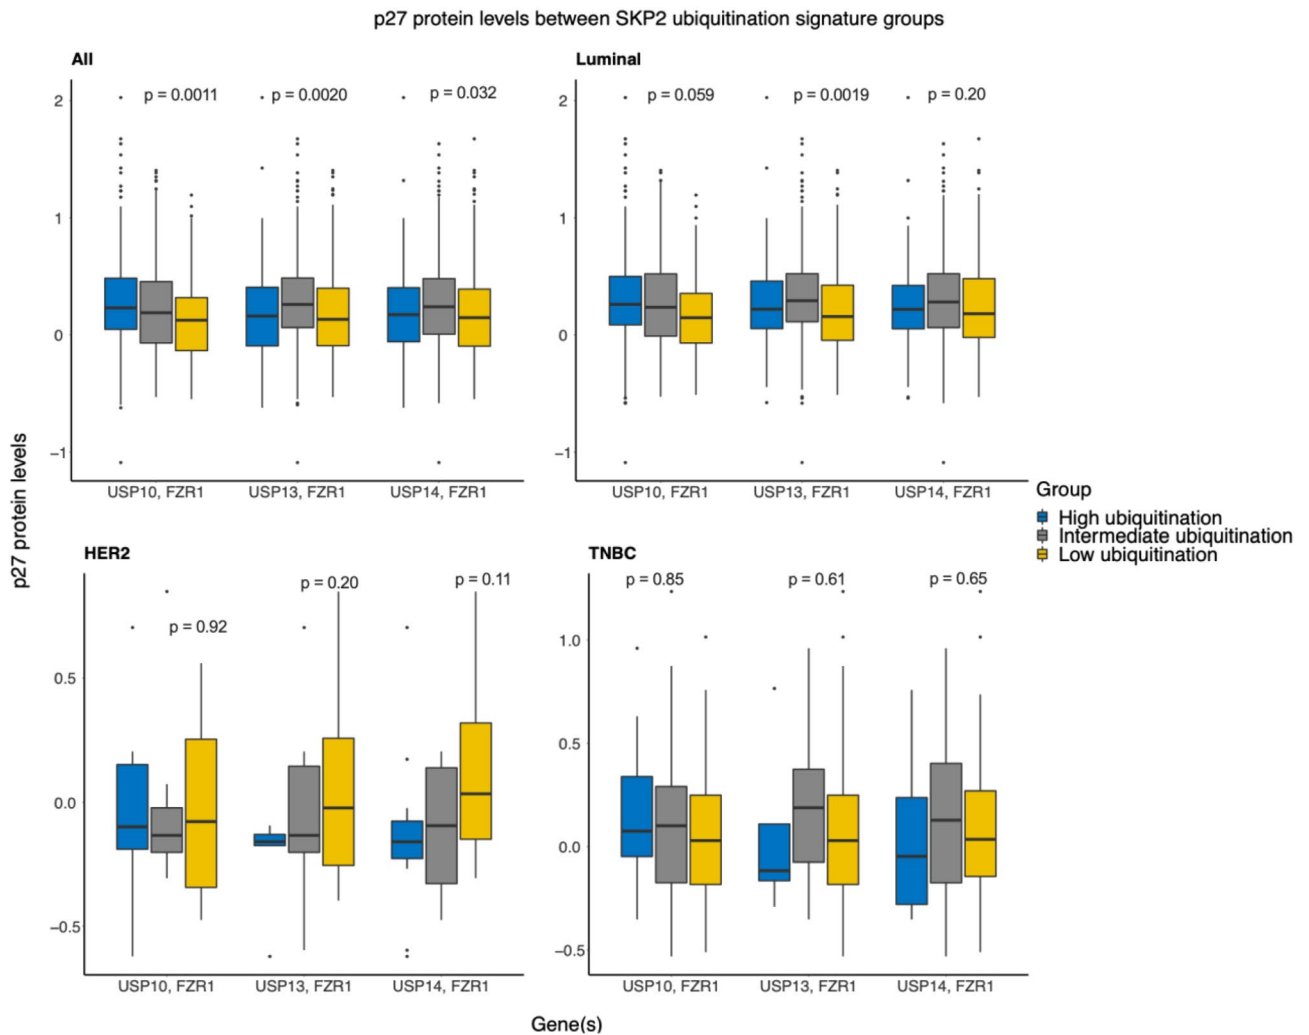 p27 protein levels between SKP2 ubiquitination signature groups
All
p = 0.0011
p = 0.0020
p = 0.032
2
1
0
−1
USP10, FZR1
USP13, FZR1
USP14, FZR1
Luminal
p = 0.059
p = 0.0019
p = 0.20
2
1
0
−1
USP10, FZR1
USP13, FZR1
USP14, FZR1
p27 protein levels
Group
High ubiquitination
Intermediate ubiquitination
Low ubiquitination
HER2
p = 0.92
p = 0.20
p = 0.11
0.5
0.0
−0.5
USP10, FZR1
USP13, FZR1
USP14, FZR1
TNBC
p = 0.85
p = 0.61
p = 0.65
1.0
0.5
0.0
−0.5
USP10, FZR1
USP13, FZR1
USP14, FZR1
Gene(s)